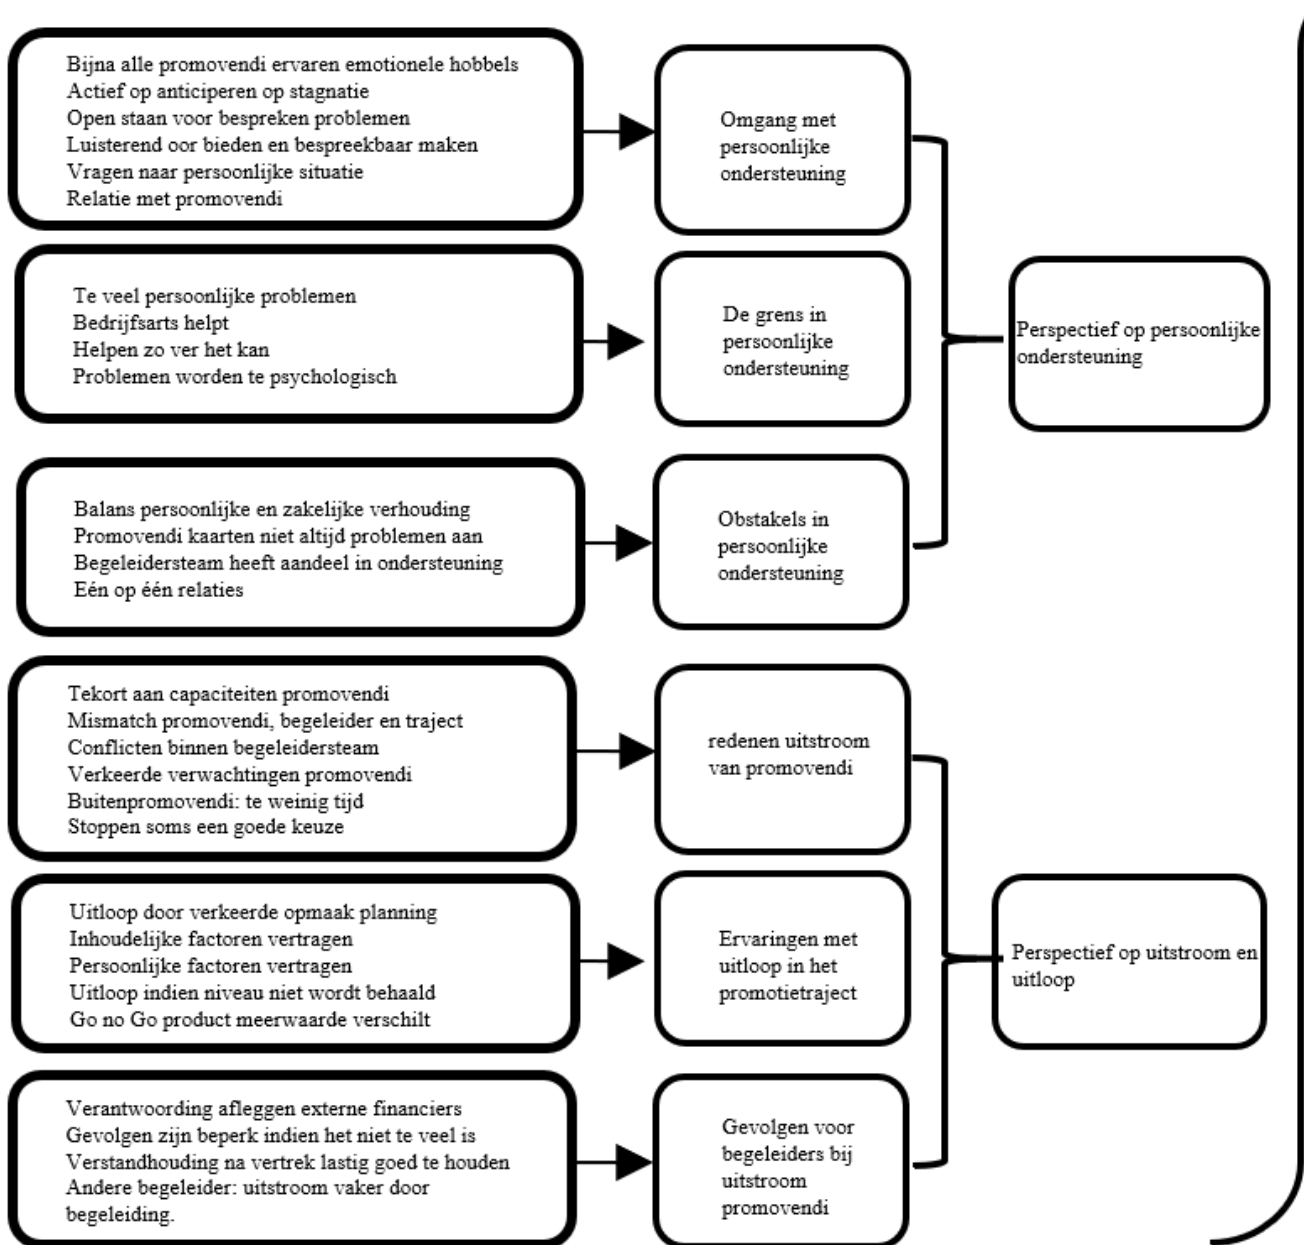 Bijna alle promovendi ervaren emotionele hobbels
Actief op anticiperen op stagnatie
Open staan voor bespreken problemen
Luisterend oor bieden en bespreekbaar maken
Vragen naar persoonlijke situatie
Relatie met promovendi
Omgang met
persoonlijke
ondersteuning
Te veel persoonlijke problemen
Bedrijfsarts helpt
Helpen zo ver het kan
Problemen worden te psychologisch
De grens in
persoonlijke
ondersteuning
Perspectief op persoonlijke
ondersteuning
Balans persoonlijke en zakelijke verhouding
Promovendi kaarten niet altijd problemen aan
Begeleidersteam heeft aandeel in ondersteuning
Eén op één relaties
Obstakels in
persoonlijke
ondersteuning
Tekort aan capaciteiten promovendi
Mismatch promovendi, begeleider en traject
Conflicten binnen begeleidersteam
Verkeerde verwachtingen promovendi
Buitenpromovendi: te weinig tijd
Stoppen soms een goede keuze
redenen uitstroom
van promovendi
Uitloop door verkeerde opmaak planning
Inhoudelijke factoren vertragen
Persoonlijke factoren vertragen
Uitloop indien niveau niet wordt behaald
Go no Go product meerwaarde verschilt
Ervaringen met
uitloop in het
promotietraject
Perspectief op uitstroom en
uitloop
Verantwoording afleggen externe financiers
Gevolgen zijn beperk indien het niet te veel is
Verstandhouding na vertrek lastig goed te houden
Andere begeleider: uitstroom vaker door
begeleiding.
Gevolgen voor
begeleiders bij
uitstroom
promovendi